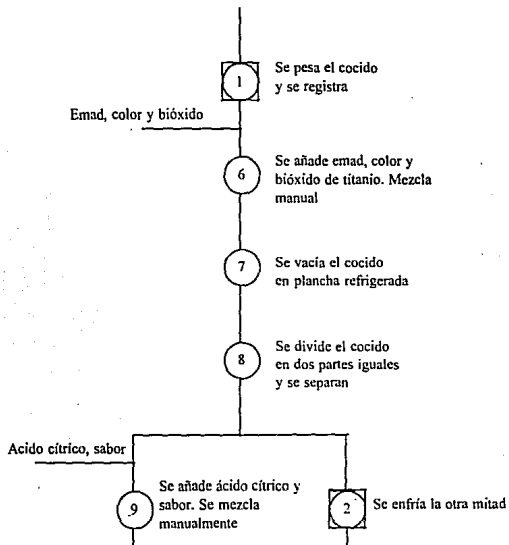 1
Se pesa el cocido
y se registra
Emad, color y bióxido
6
Se añade emad, color y
bióxido de titanio. Mezcla
manual
7
Se vacía el cocido
en plancha refrigerada
8
Se divide el cocido
en dos partes iguales
y se separan
Acido cítrico, sabor
9
Se añade ácido cítrico y
sabor. Se mezcla
manualmente
2
Se enfría la otra mitad